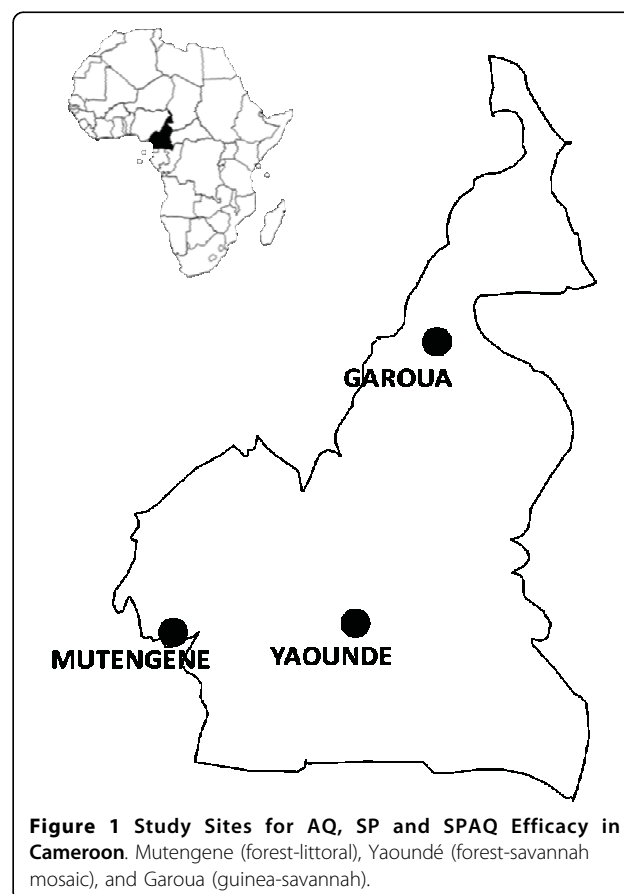 GAROUA
MUTENGENE
YAOUNDE
Figure 1 Study Sites for AQ, SP and SPAQ Efficacy in
Cameroon. Mutengene (forest-littoral), Yaoundé (forest-savannah
mosaic), and Garoua (guinea-savannah).